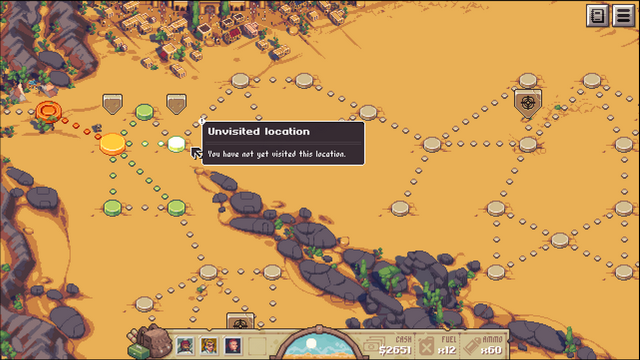 Unvisited location
You have not yet visited this location.
CASH
$2651
FUEL
x12
AMMO
x60